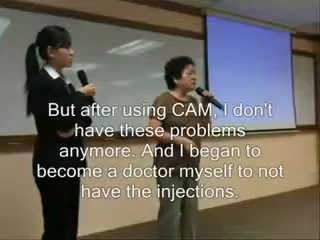 But after using CAM, I don't
have these problems
anymore. And I began to
become a doctor myself to not
have the injections.